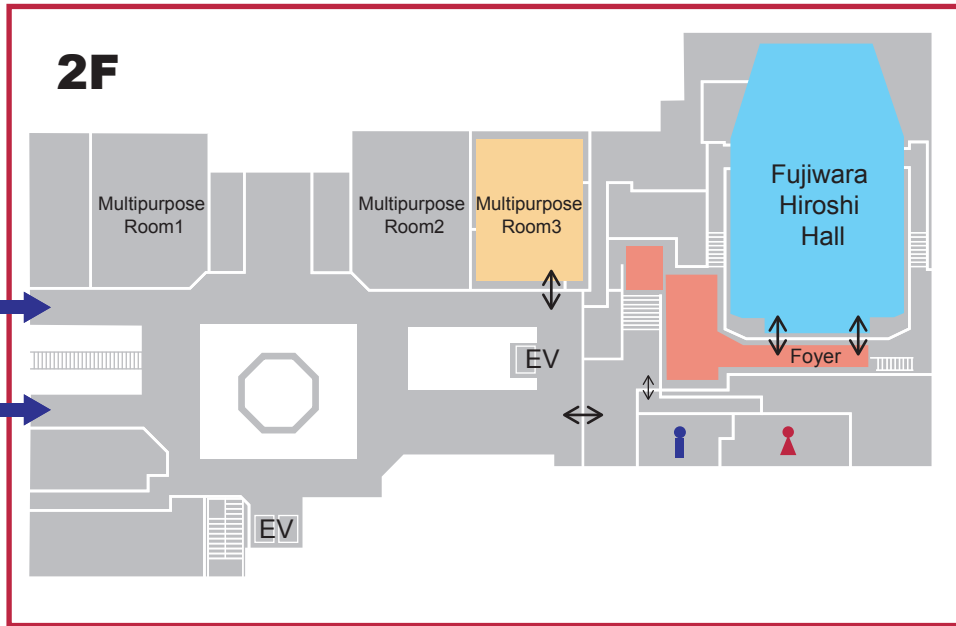 2F
Multipurpose
Room1
Multipurpose
Room2
Multipurpose
Room3
Fujiwara
Hiroshi
Hall
Foyer
EV
EV